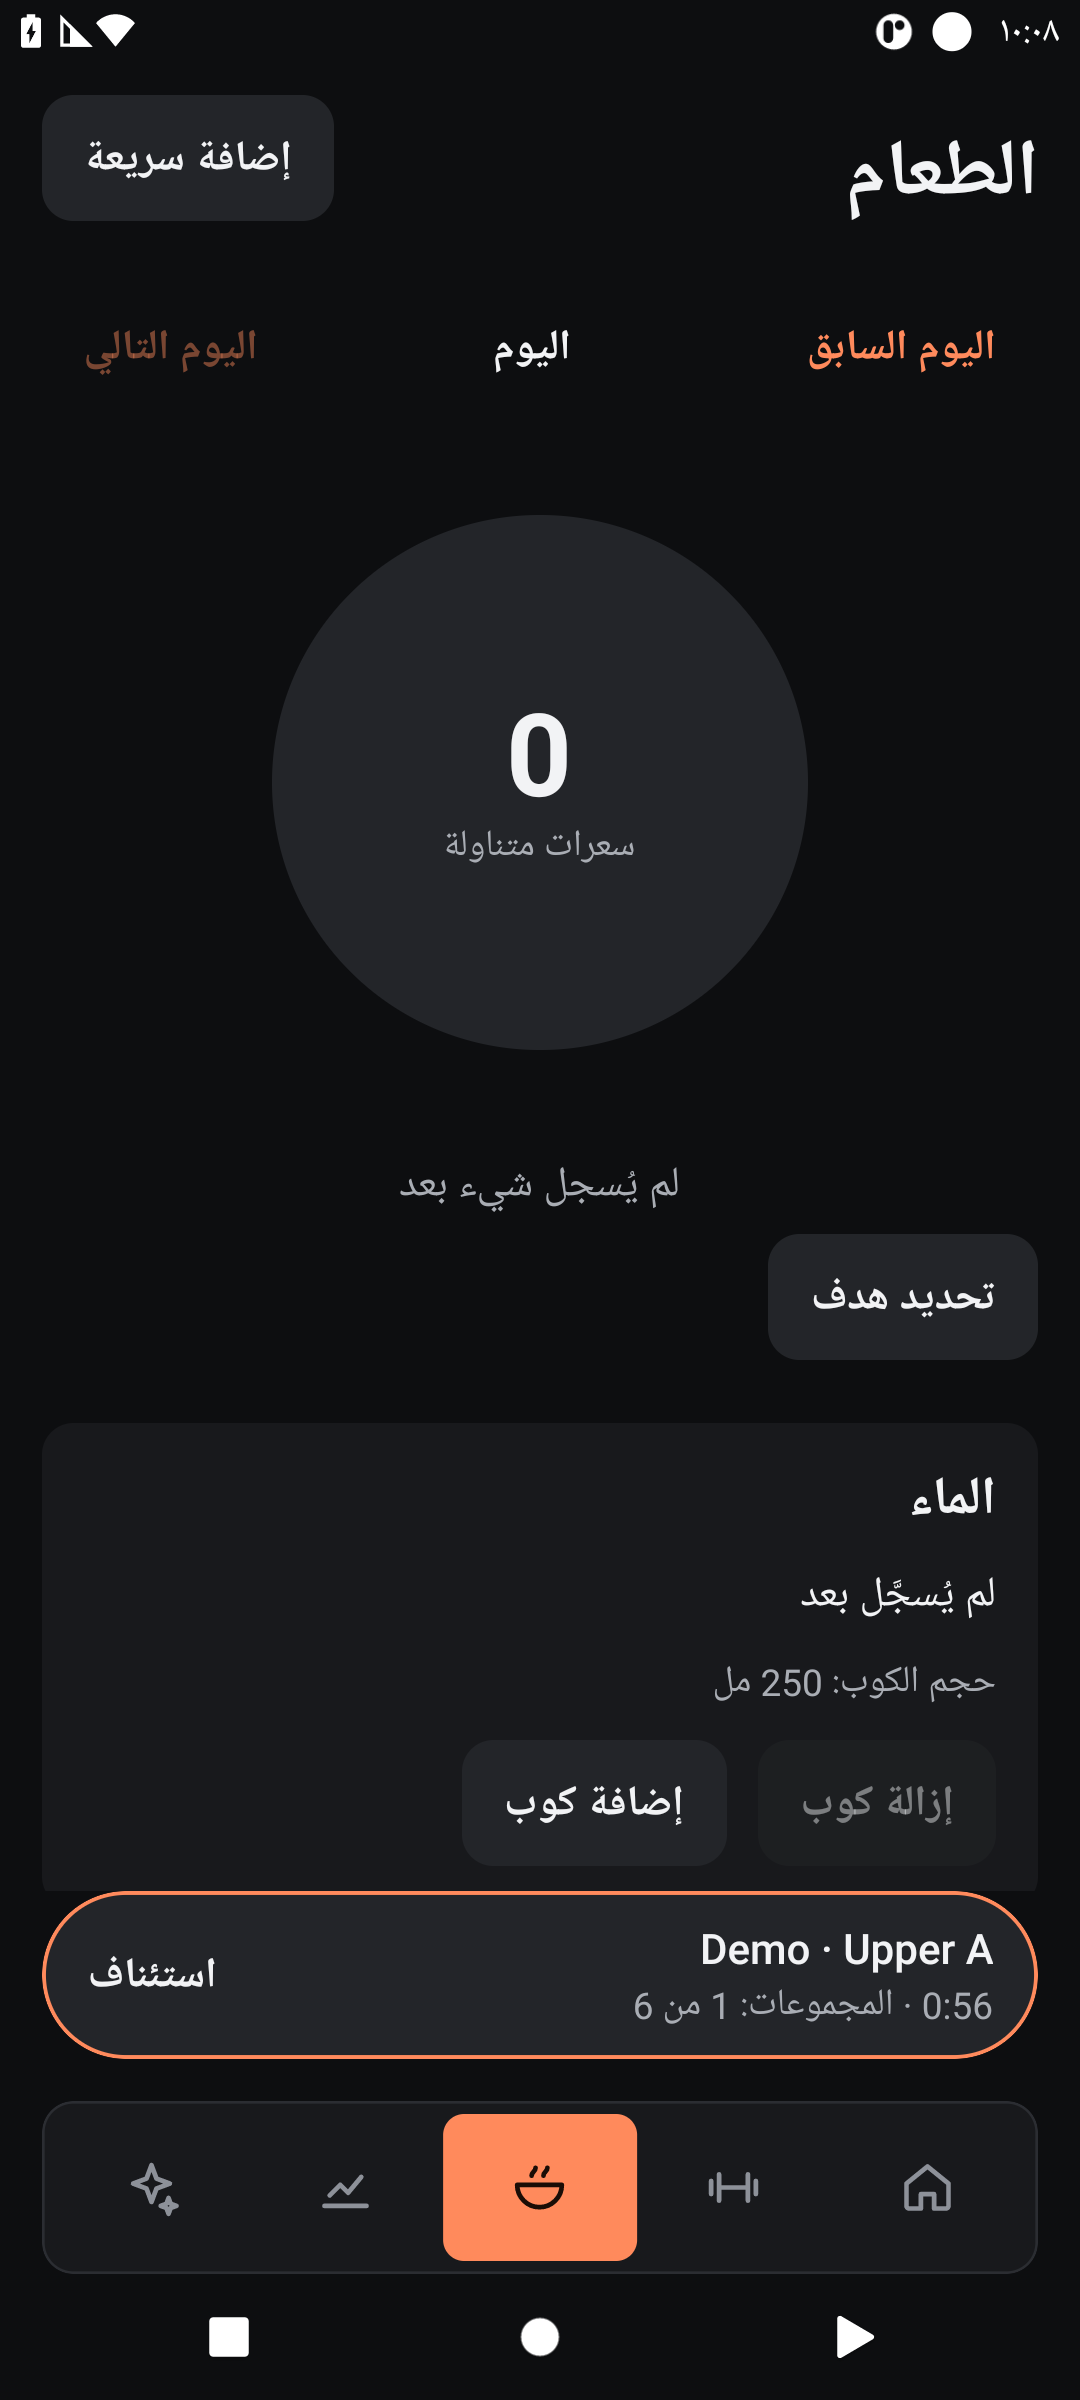 ١٠:٠٨
الطعام
إضافة سريعة
اليوم السابق
اليوم
اليوم التالي
0
سعرات متناولة
لم يُسجل شيء بعد
تحديد هدف
الماء
لم يُسجَّل بعد
حجم الكوب: 250 مل
إزالة كوب
إضافة كوب
Demo · Upper A
0:56 · المجموعات: 1 من 6
استئناف